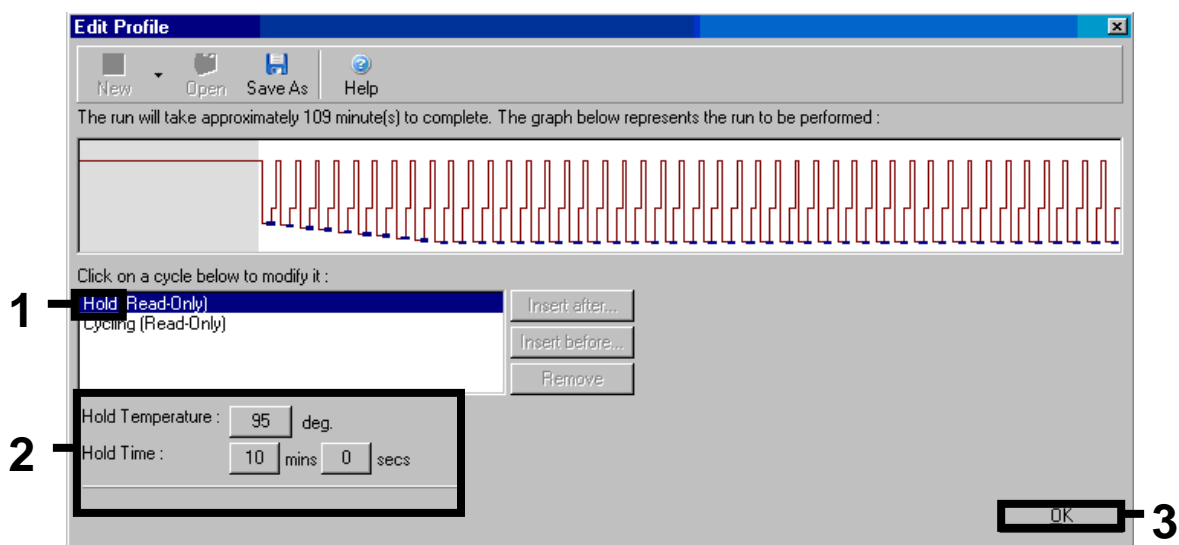 Edit Profile
New Open Save As Help
The run will take approximately 109 minute(s) to complete. The graph below represents the run to be performed :
Click on a cycle below to modify it :
1 Hold (Read-Only) Insert after...
Cycling (Read-Only) Insert before...
Remove
Hold Temperature : 95 deg.
2 Hold Time : 10 mins 0 secs
OK 3